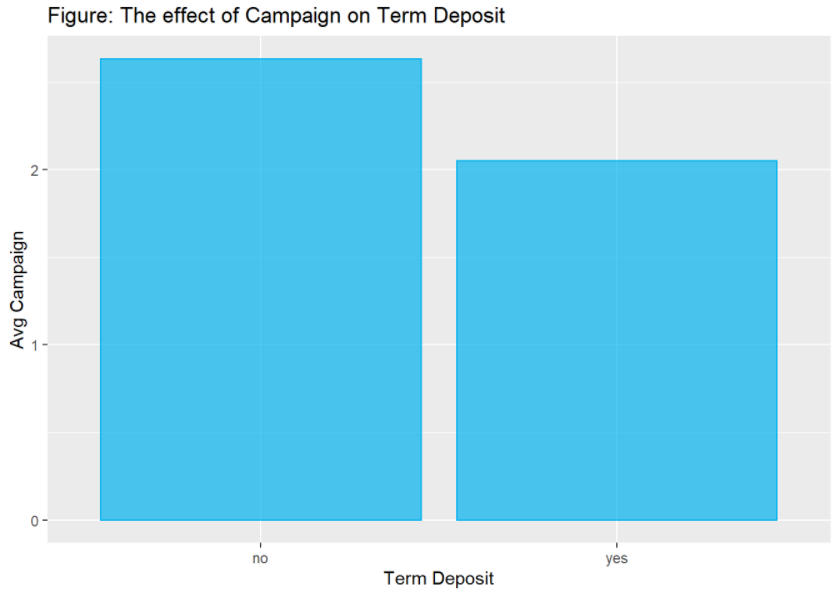 Figure: The effect of Campaign on Term Deposit
Avg Campaign
2
1
0
no yes
Term Deposit